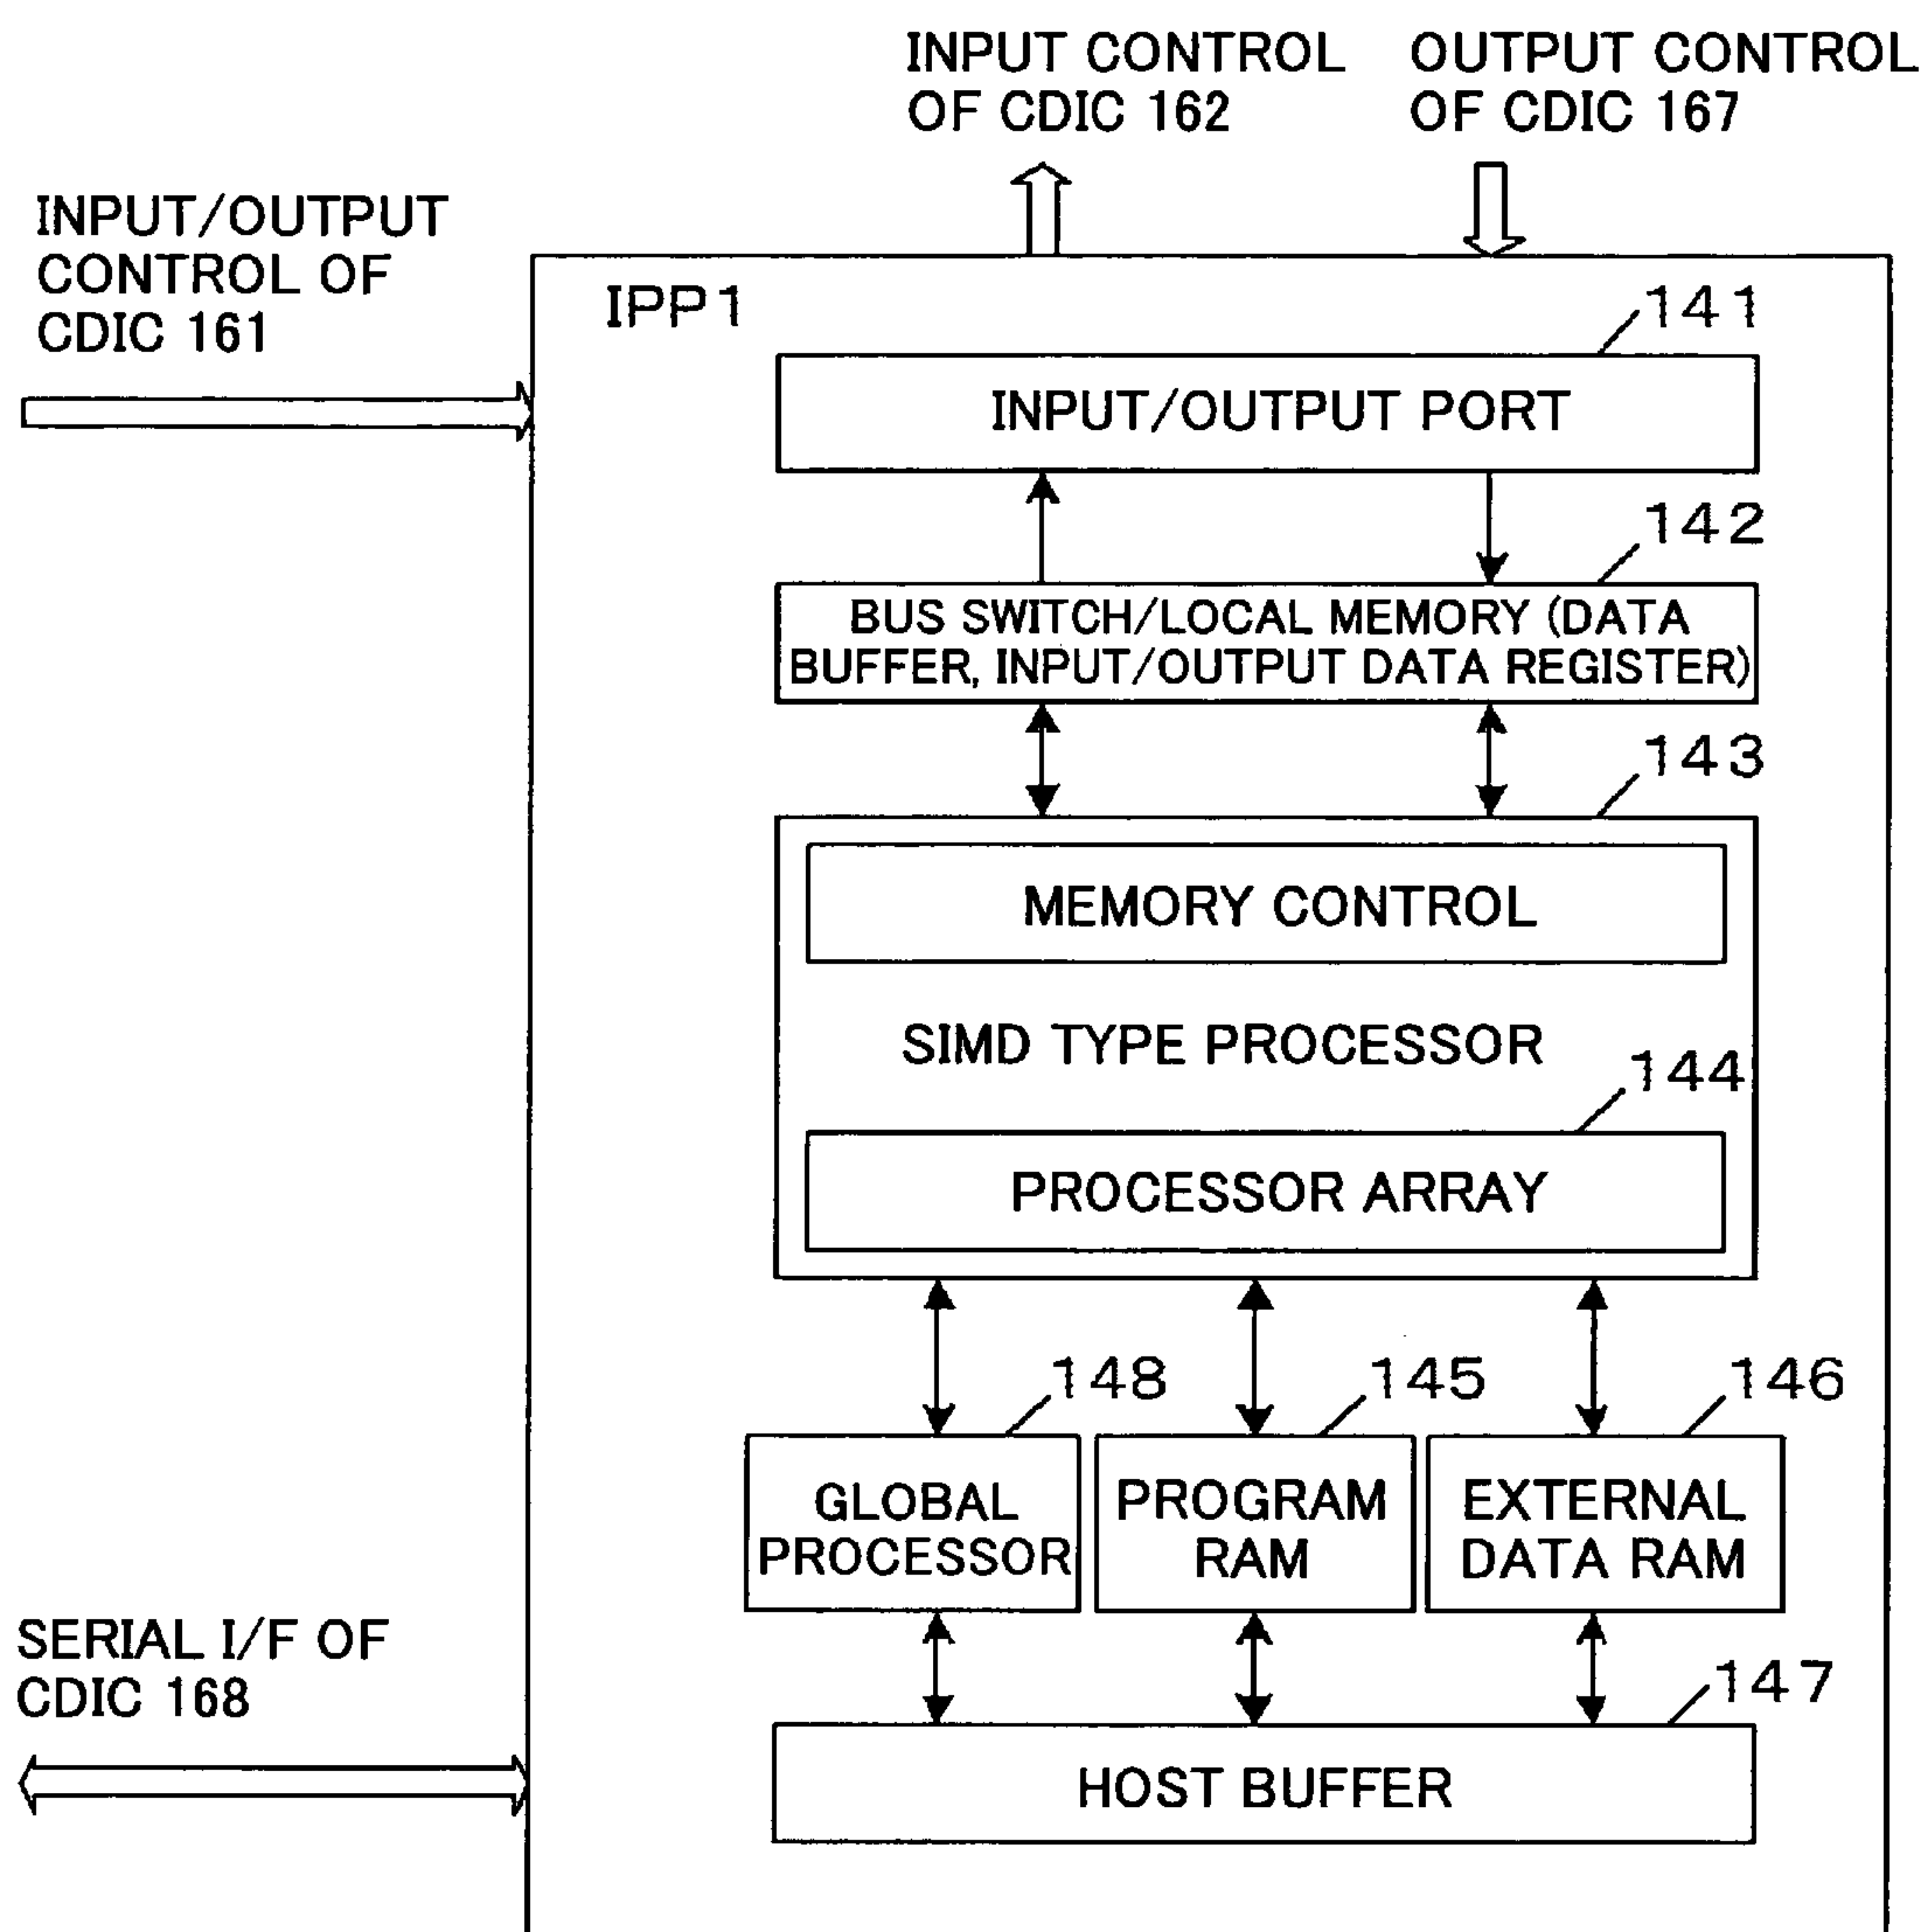 INPUT CONTROL
OF CDIC 162
OUTPUT CONTROL
OF CDIC 167
INPUT/OUTPUT
CONTROL OF
CDIC 161
IPP1
141
INPUT/OUTPUT PORT
142
BUS SWITCH/LOCAL MEMORY (DATA
BUFFER, INPUT/OUTPUT DATA REGISTER)
143
MEMORY CONTROL
SIMD TYPE PROCESSOR
144
PROCESSOR ARRAY
148
145
146
GLOBAL
PROCESSOR
PROGRAM
RAM
EXTERNAL
DATA RAM
SERIAL I/F OF
CDIC 168
147
HOST BUFFER